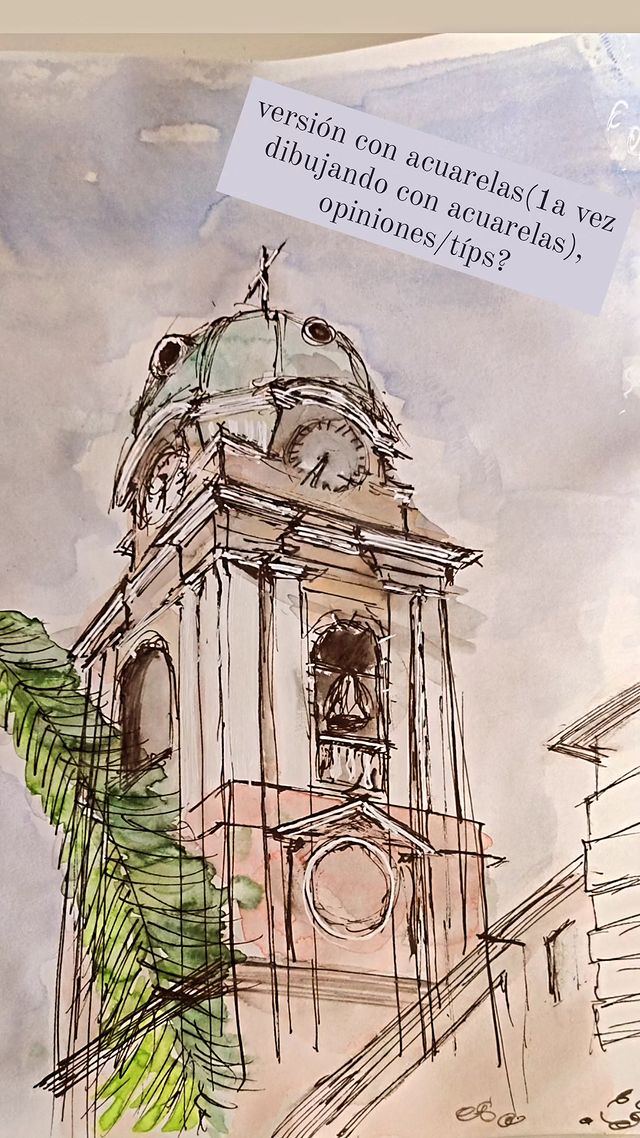 versión con acuarelas(1a vez
dibujando con acuarelas),
opiniones/típs?